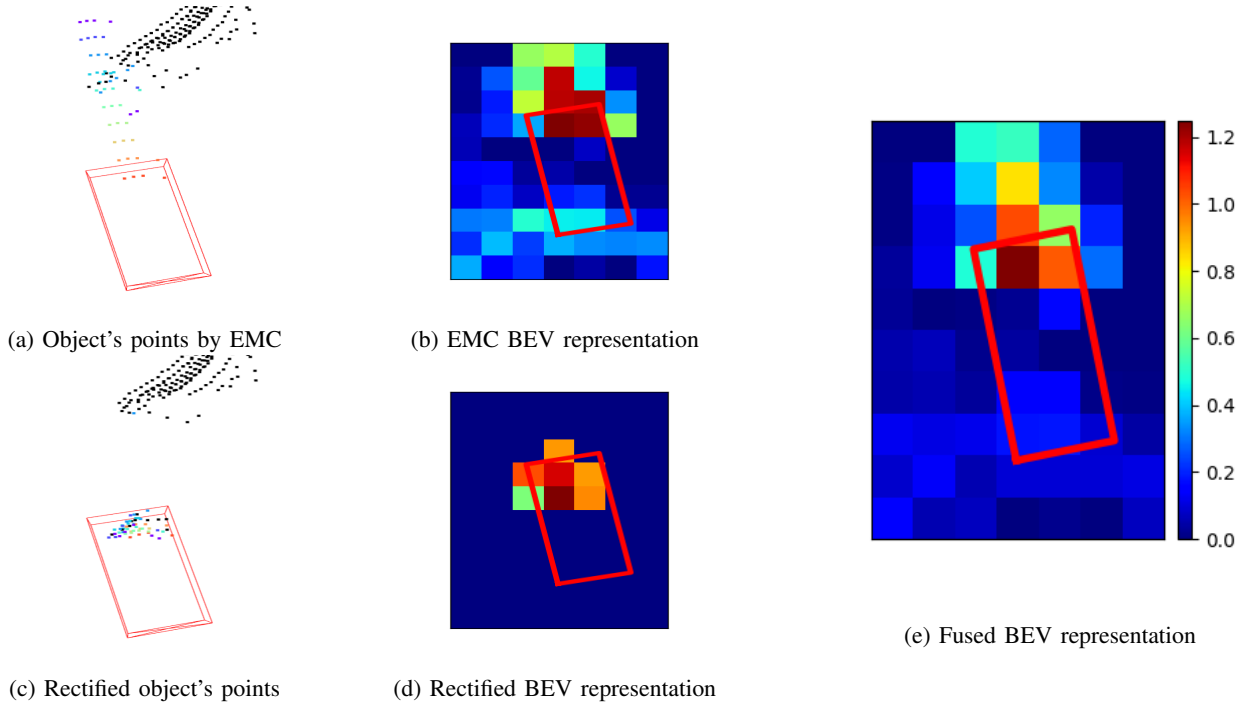 (a) Object's points by EMC
(b) EMC BEV representation
(c) Rectified object's points
(d) Rectified BEV representation
1.2
1.0
0.8
0.6
0.4
0.2
0.0
(e) Fused BEV representation